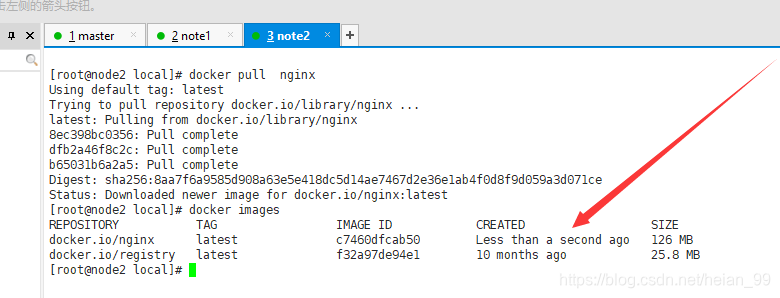 击左侧的箭头按钮。
1 master × 2 note1 × 3 note2 × +
[root@node2 local]# docker pull  nginx
Using default tag: latest
Trying to pull repository docker.io/library/nginx ...
latest: Pulling from docker.io/library/nginx
8ec398bc0356: Pull complete
dfb2a46f8c2c: Pull complete
b65031b6a2a5: Pull complete
Digest: sha256:8aa7f6a9585d908a63e5e418dc5d14ae7467d2e36e1ab4f0d8f9d059a3d071ce
Status: Downloaded newer image for docker.io/nginx:latest
[root@node2 local]# docker images
REPOSITORY TAG IMAGE ID CREATED SIZE
docker.io/nginx latest c7460dfcab50 Less than a second ago 126 MB
docker.io/registry latest f32a97de94e1 10 months ago 25.8 MB
[root@node2 local]#
https://blog.csdn.net/heian_99